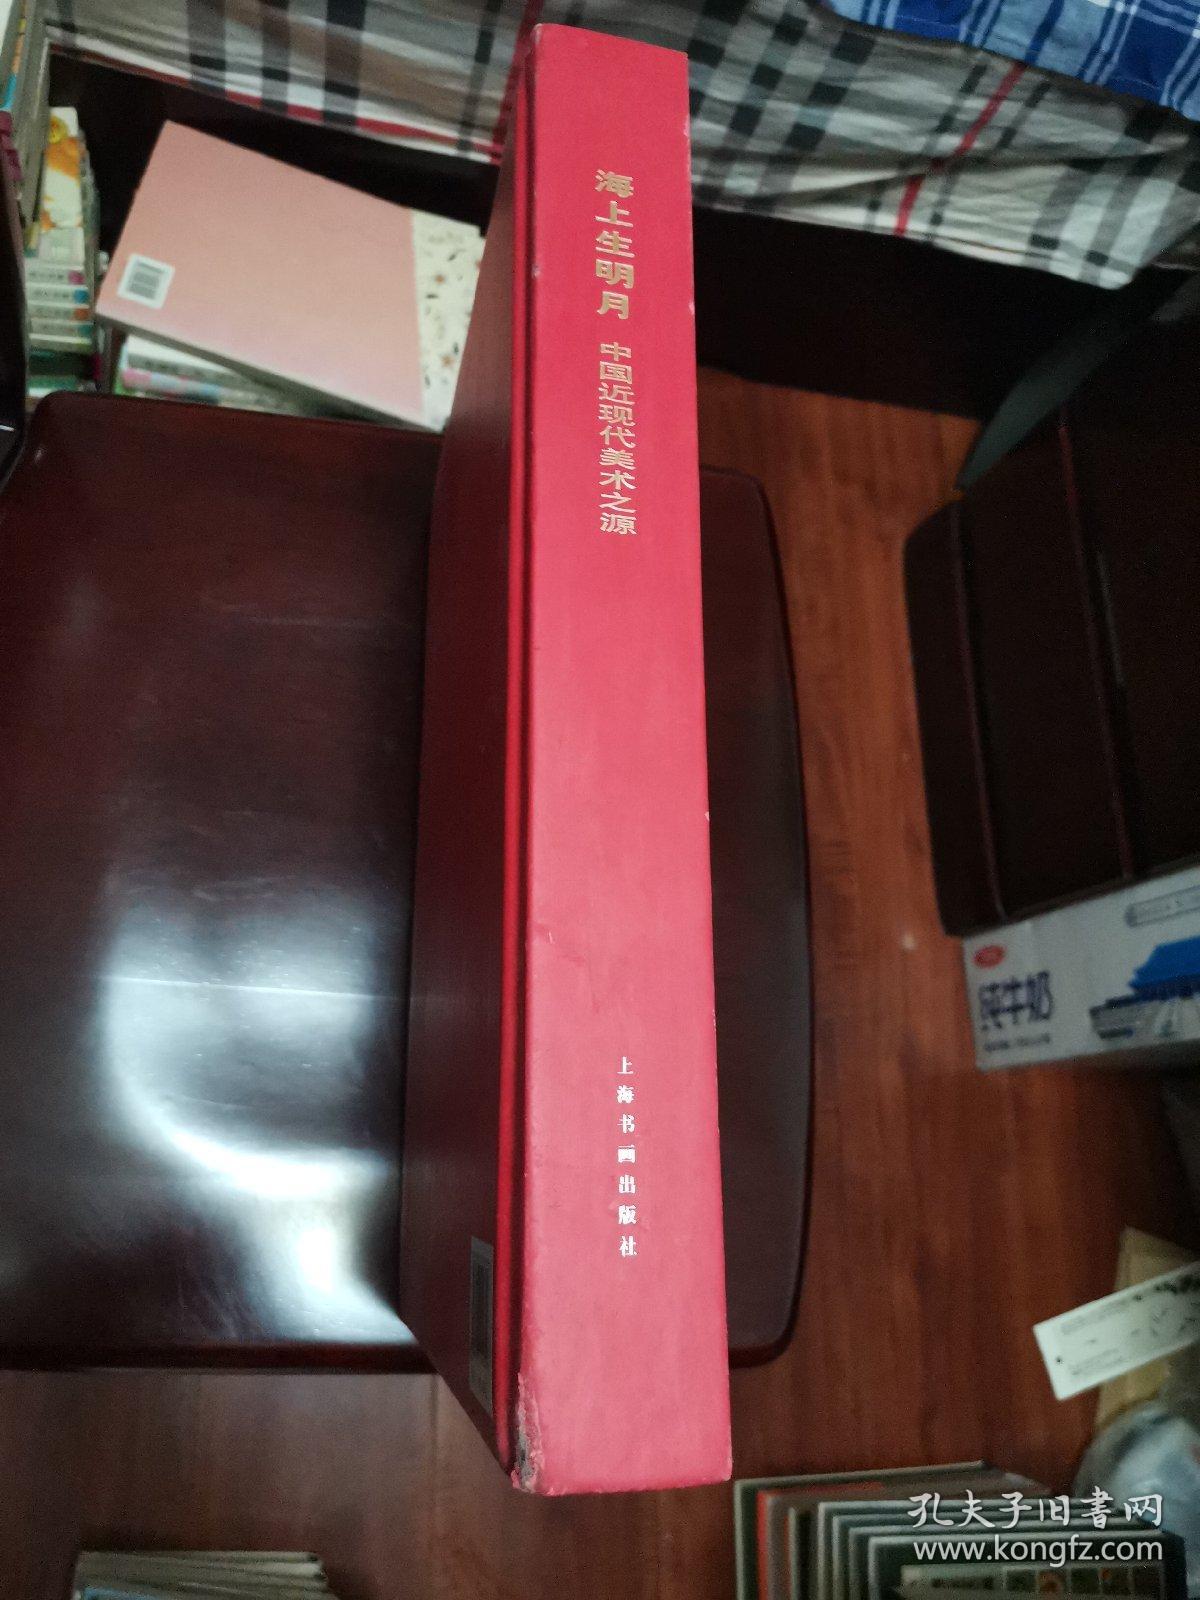 海上生明月 中国近现代美术之源
上海书画出版社
纯牛奶
孔夫子旧書网
www.kongfz.com